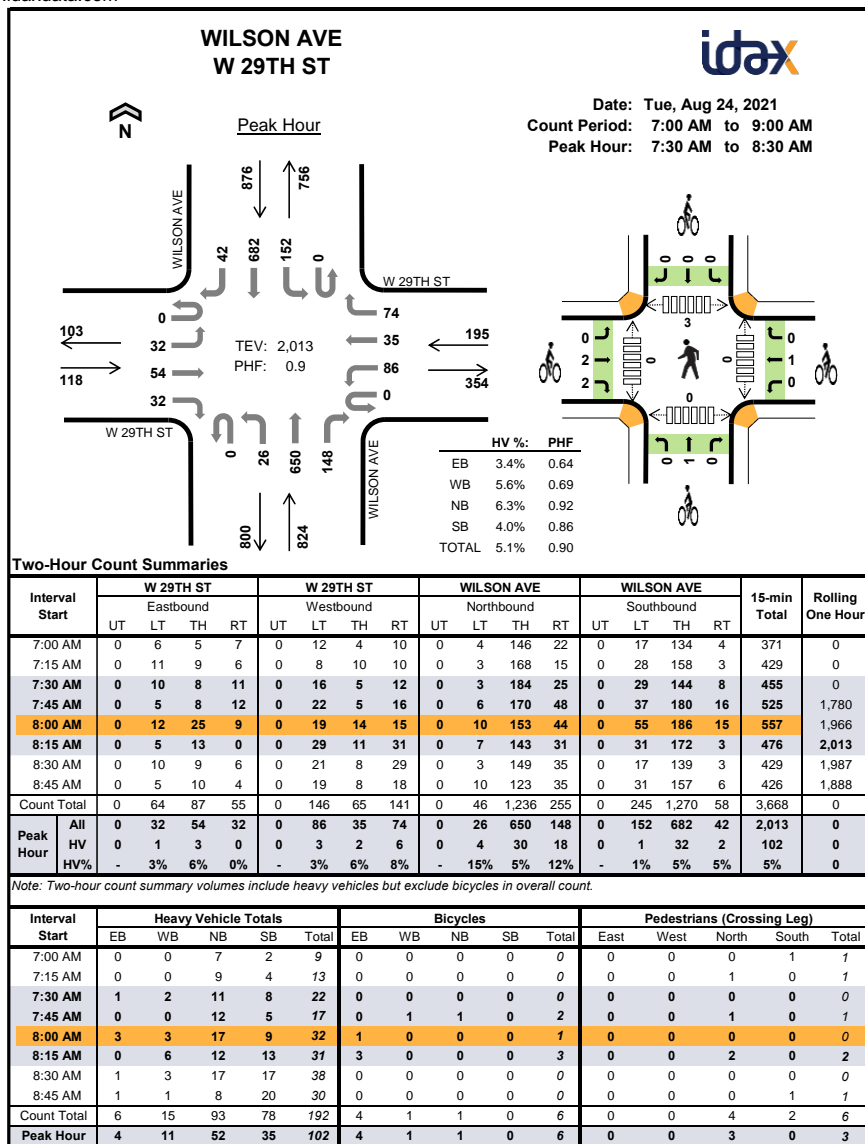 WILSON AVE
W 29TH ST
idax
Date: Tue, Aug 24, 2021
Count Period: 7:00 AM to 9:00 AM
Peak Hour: 7:30 AM to 8:30 AM
N
Peak Hour
876 756
WILSON AVE
42 682 152 0
W 29TH ST
0 74
103 32 35 195
TEV: 2,013
PHF: 0.9
118 54 86 354
32 0
W 29TH ST
0 26 650 148
WILSON AVE
800 824
0 0 0
3
0 0
2 0 0 1
2 0
0
0 1 0
HV %: PHF
EB 3.4% 0.64
WB 5.6% 0.69
NB 6.3% 0.92
SB 4.0% 0.86
TOTAL 5.1% 0.90
Two-Hour Count Summaries
Interval Start W 29TH ST W 29TH ST WILSON AVE WILSON AVE 15-min Total Rolling One Hour
Eastbound Westbound Northbound Southbound
UT LT TH RT UT LT TH RT UT LT TH RT UT LT TH RT
7:00 AM 0 6 5 7 0 12 4 10 0 4 146 22 0 17 134 4 371 0
7:15 AM 0 11 9 6 0 8 10 10 0 3 168 15 0 28 158 3 429 0
7:30 AM 0 10 8 11 0 16 5 12 0 3 184 25 0 29 144 8 455 0
7:45 AM 0 5 8 12 0 22 5 16 0 6 170 48 0 37 180 16 525 1,780
8:00 AM 0 12 25 9 0 19 14 15 0 10 153 44 0 55 186 15 557 1,966
8:15 AM 0 5 13 0 0 29 11 31 0 7 143 31 0 31 172 3 476 2,013
8:30 AM 0 10 9 6 0 21 8 29 0 3 149 35 0 17 139 3 429 1,987
8:45 AM 0 5 10 4 0 19 8 18 0 10 123 35 0 31 157 6 426 1,888
Count Total 0 64 87 55 0 146 65 141 0 46 1,236 255 0 245 1,270 58 3,668 0
Peak Hour All 0 32 54 32 0 86 35 74 0 26 650 148 0 152 682 42 2,013 0
HV 0 1 3 0 0 3 2 6 0 4 30 18 0 1 32 2 102 0
HV% - 3% 6% 0% - 3% 6% 8% - 15% 5% 12% - 1% 5% 5% 5% 0
Note: Two-hour count summary volumes include heavy vehicles but exclude bicycles in overall count.
Interval Start Heavy Vehicle Totals Bicycles Pedestrians (Crossing Leg)
EB WB NB SB Total EB WB NB SB Total East West North South Total
7:00 AM 0 0 7 2 9 0 0 0 0 0 0 0 0 1 1
7:15 AM 0 0 9 4 13 0 0 0 0 0 0 0 1 0 1
7:30 AM 1 2 11 8 22 0 0 0 0 0 0 0 0 0 0
7:45 AM 0 0 12 5 17 0 1 1 0 2 0 0 1 0 1
8:00 AM 3 3 17 9 32 1 0 0 0 1 0 0 0 0 0
8:15 AM 0 6 12 13 31 3 0 0 0 3 0 0 2 0 2
8:30 AM 1 3 17 17 38 0 0 0 0 0 0 0 0 0 0
8:45 AM 1 1 8 20 30 0 0 0 0 0 0 0 0 1 1
Count Total 6 15 93 78 192 4 1 1 0 6 0 0 4 2 6
Peak Hour 4 11 52 35 102 4 1 1 0 6 0 0 3 0 3